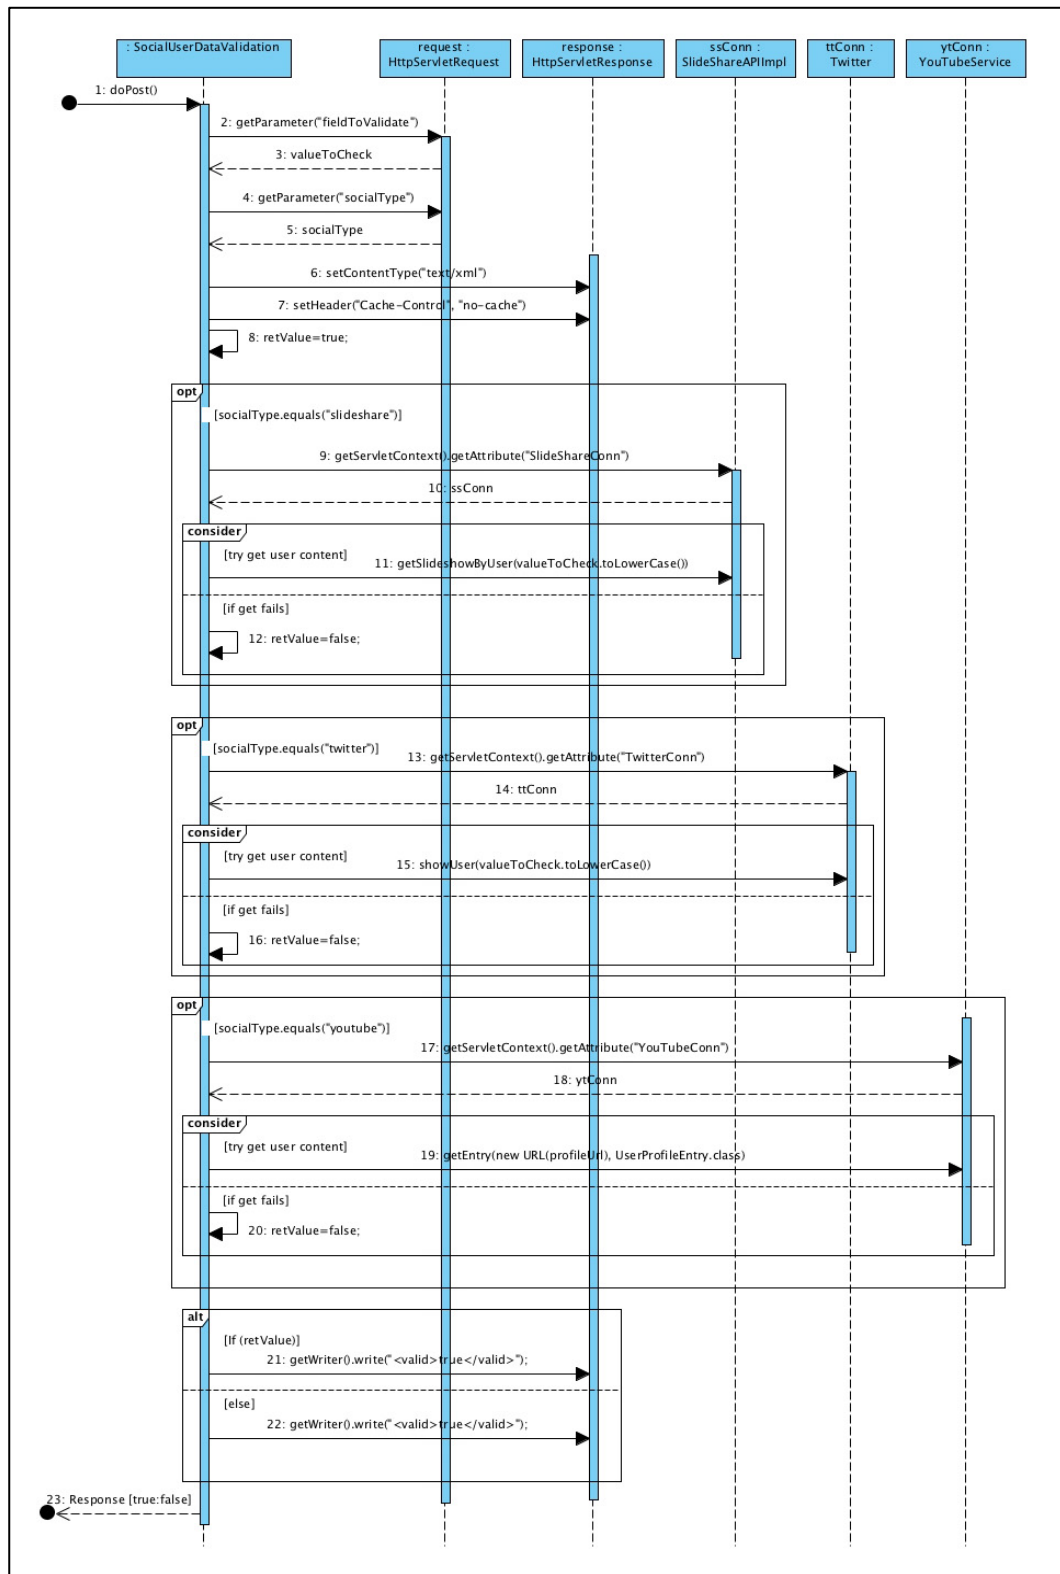 : SocialUserDataValidation
request :
HttpServletRequest
response :
HttpServletResponse
ssConn :
SlideShareAPIImpl
ttConn :
Twitter
ytConn :
YouTubeService
1: doPost()
2: getParameter("fieldToValidate")
3: valueToCheck
4: getParameter("socialType")
5: socialType
6: setContentType("text/xml")
7: setHeader("Cache-Control", "no-cache")
8: retValue=true;
opt
[socialType.equals("slideshare")]
9: getServletContext().getAttribute("SlideShareConn")
10: ssConn
consider
[try get user content]
11: getSlideshowByUser(valueToCheck.toLowerCase())
[if get fails]
12: retValue=false;
opt
[socialType.equals("twitter")]
13: getServletContext().getAttribute("TwitterConn")
14: ttConn
consider
[try get user content]
15: showUser(valueToCheck.toLowerCase())
[if get fails]
16: retValue=false;
opt
[socialType.equals("youtube")]
17: getServletContext().getAttribute("YouTubeConn")
18: ytConn
consider
[try get user content]
19: getEntry(new URL(profileUrl), UserProfileEntry.class)
[if get fails]
20: retValue=false;
alt
[If (retValue)]
21: getWriter().write("<valid>true</valid>");
[else]
22: getWriter().write("<valid>true</valid>");
23: Response [true:false]